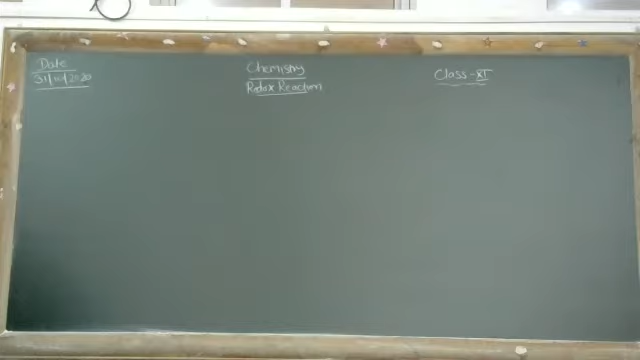 Date
31/10/2020
Chemistry
Redox Reaction
Class-XI